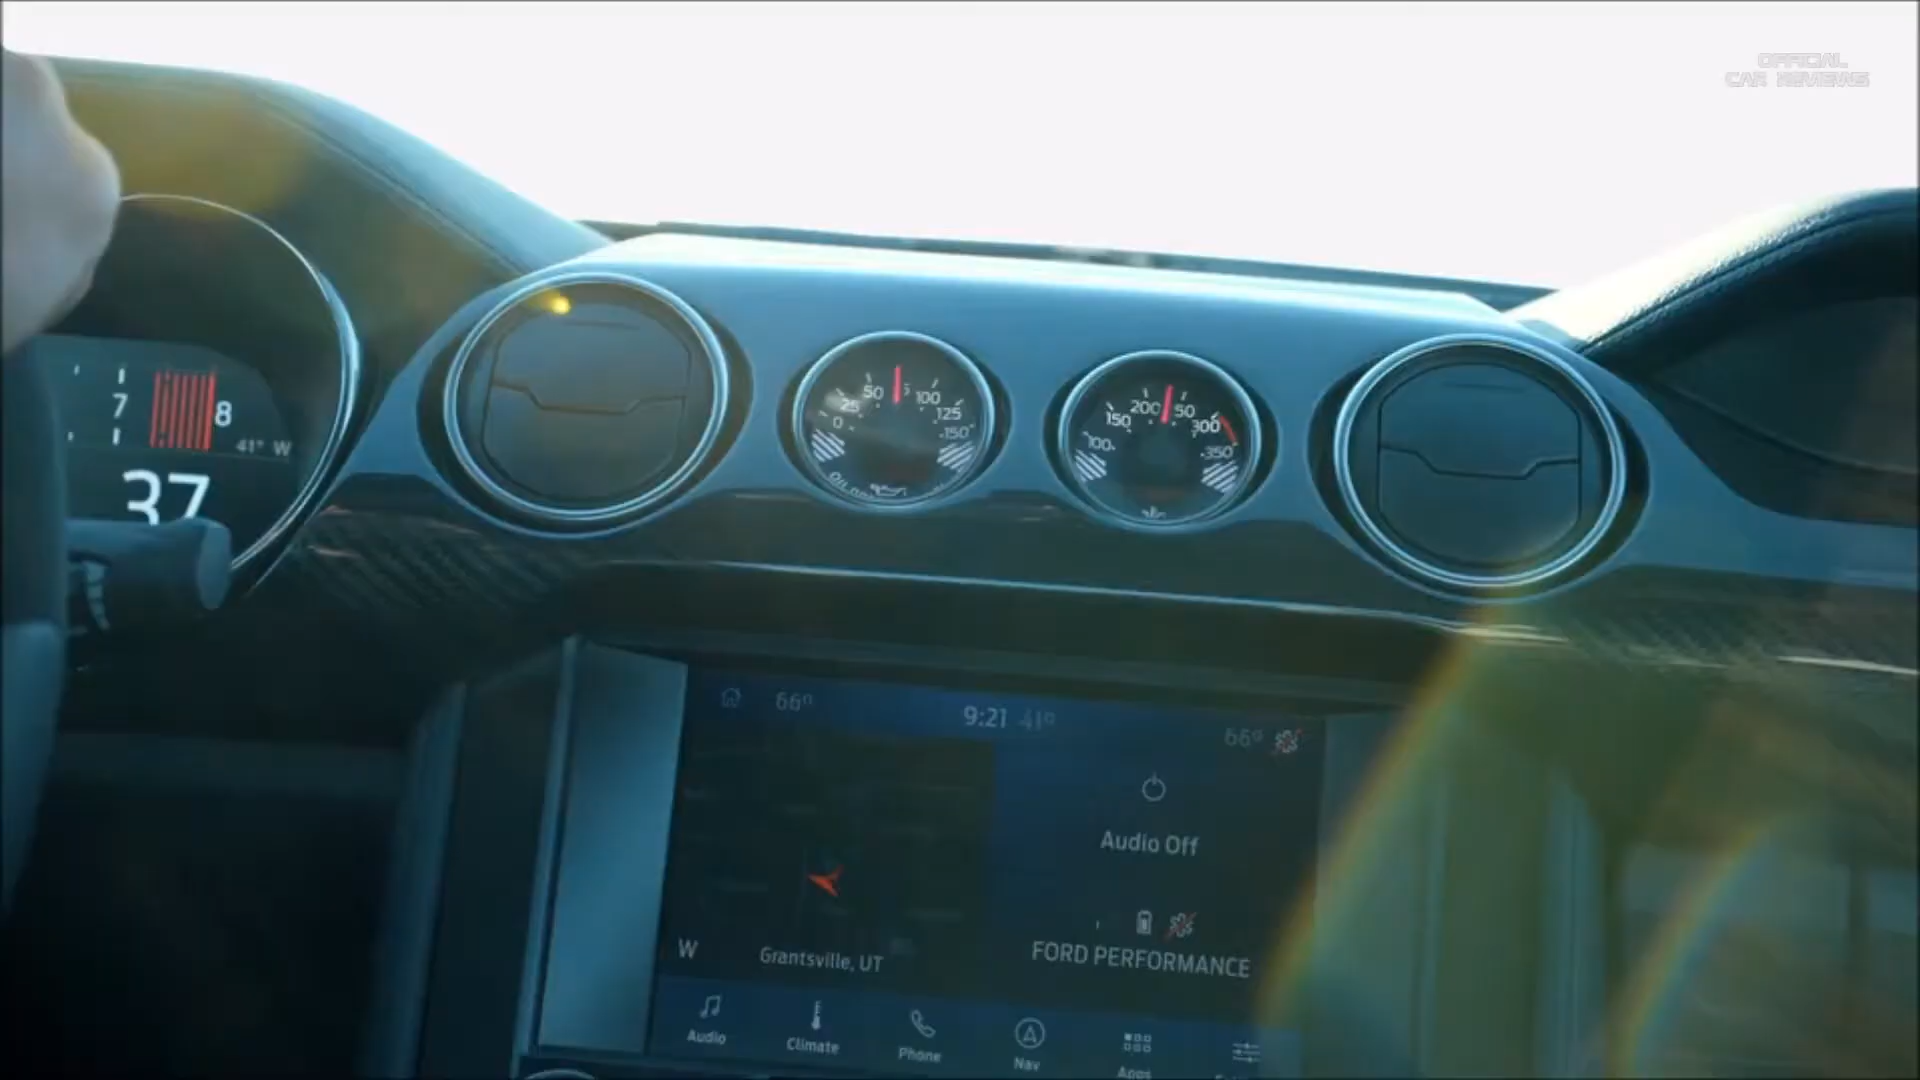 OFFICIAL
CAR REVIEWS
7
8
41° W
37
0
25
50
100
125
150
100
150
200
50
300
350
66°
9:21 41°
66°
Audio Off
W
Grantsville, UT
FORD PERFORMANCE
Audio
Climate
Phone
Nav
Apps